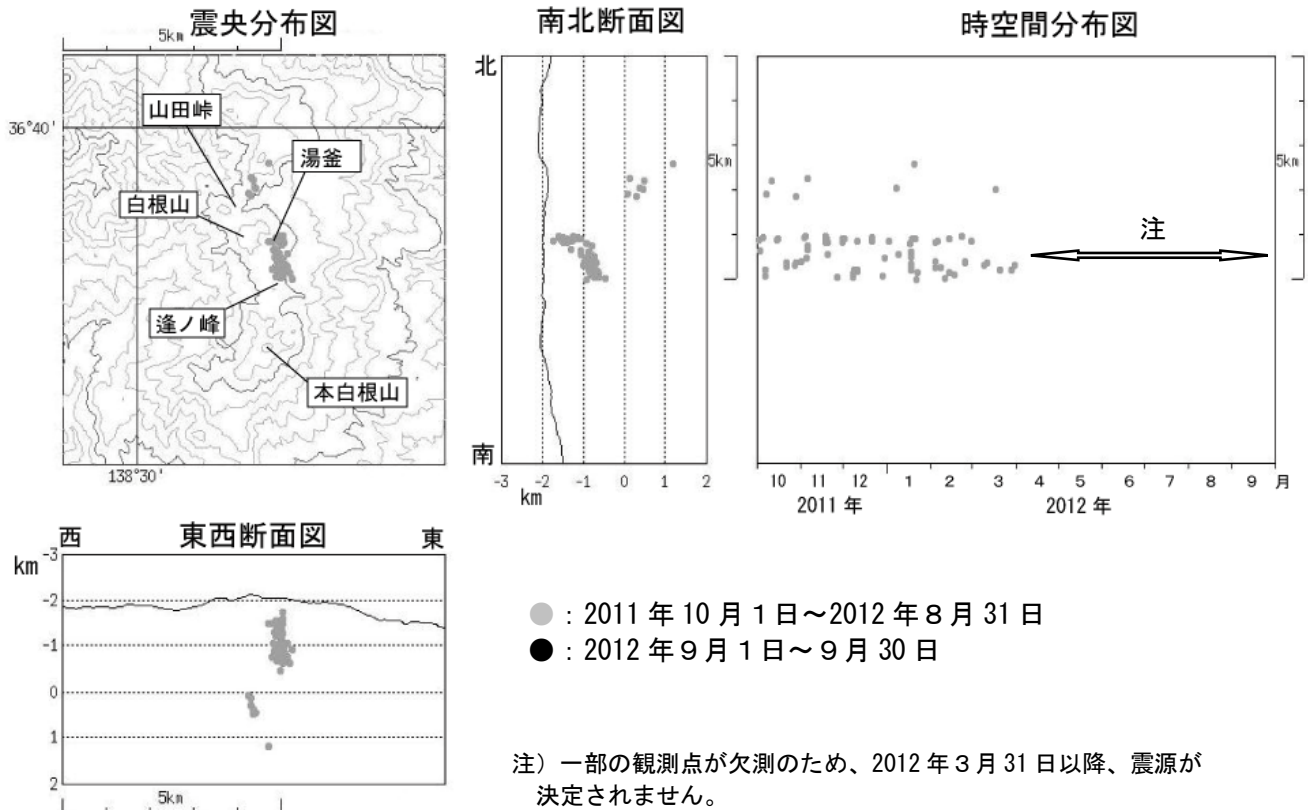 震央分布図
5km
36°40'
山田峠
湯釜
白根山
逢ノ峰
本白根山
138°30'
南北断面図
北
南
5km
-3 -2 -1 0 1 2
km
時空間分布図
注
5km
10 11 12 1 2 3 4 5 6 7 8 9 月
2011 年 2012 年
東西断面図
西 東
km
-3
-2
-1
0
1
2
5km
● : 2011 年 10 月 1 日～2012 年 8 月 31 日
● : 2012 年 9 月 1 日～ 9 月 30 日
注）一部の観測点が欠測のため、2012 年 3 月 31 日以降、震源が
決定されません。